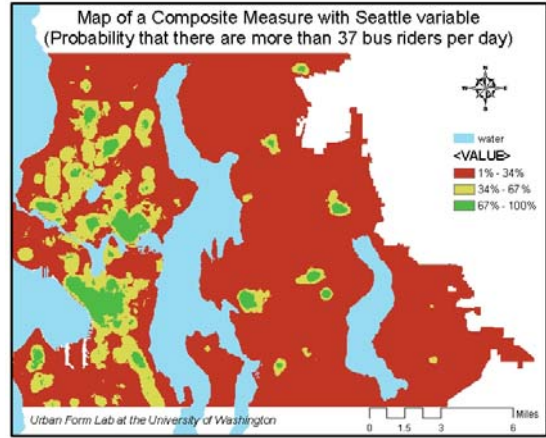 Map of a Composite Measure with Seattle variable
(Probability that there are more than 37 bus riders per day)
N
W E
S
water
<VALUE>
1% - 34%
34% - 67%
67% - 100%
Urban Form Lab at the University of Washington
Miles
0 1.5 3 6